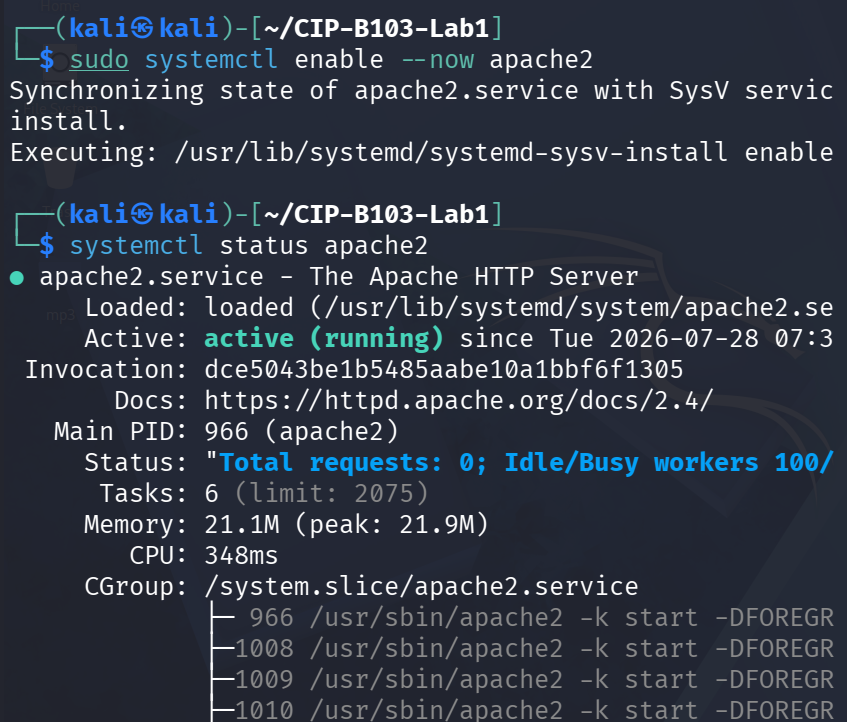 ┌──(kali㉿kali)-[~/CIP-B103-Lab1]
└─$ sudo systemctl enable --now apache2
Synchronizing state of apache2.service with SysV servic
install.
Executing: /usr/lib/systemd/systemd-sysv-install enable
┌──(kali㉿kali)-[~/CIP-B103-Lab1]
└─$ systemctl status apache2
● apache2.service - The Apache HTTP Server
Loaded: loaded (/usr/lib/systemd/system/apache2.se
Active: active (running) since Tue 2026-07-28 07:3
Invocation: dce5043be1b5485aabe10a1bbf6f1305
Docs: https://httpd.apache.org/docs/2.4/
Main PID: 966 (apache2)
Status: "Total requests: 0; Idle/Busy workers 100/
Tasks: 6 (limit: 2075)
Memory: 21.1M (peak: 21.9M)
CPU: 348ms
CGroup: /system.slice/apache2.service
├─ 966 /usr/sbin/apache2 -k start -DFOREGR
├─1008 /usr/sbin/apache2 -k start -DFOREGR
├─1009 /usr/sbin/apache2 -k start -DFOREGR
├─1010 /usr/sbin/apache2 -k start -DFOREGR
Home
mp3